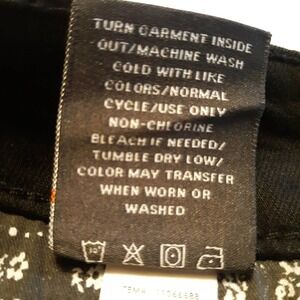 TURN GARMENT INSIDE
OUT/MACHINE WASH
COLD WITH LIKE
COLORS/NORMAL
CYCLE/USE ONLY
NON-CHLORINE
BLEACH IF NEEDED/
TUMBLE DRY LOW/
COLOR MAY TRANSFER
WHEN WORN OR
WASHED